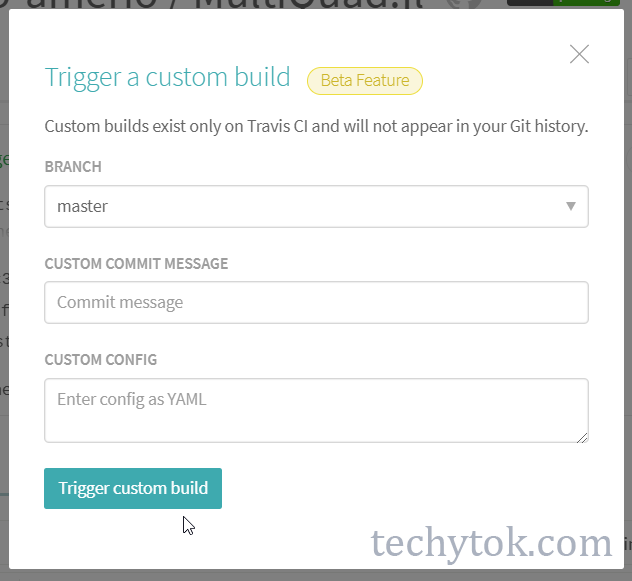 MultiQuad.jl
Trigger a custom build
Beta Feature
Custom builds exist only on Travis CI and will not appear in your Git history.
BRANCH
master
CUSTOM COMMIT MESSAGE
Commit message
CUSTOM CONFIG
Enter config as YAML
Trigger custom build
techytok.com